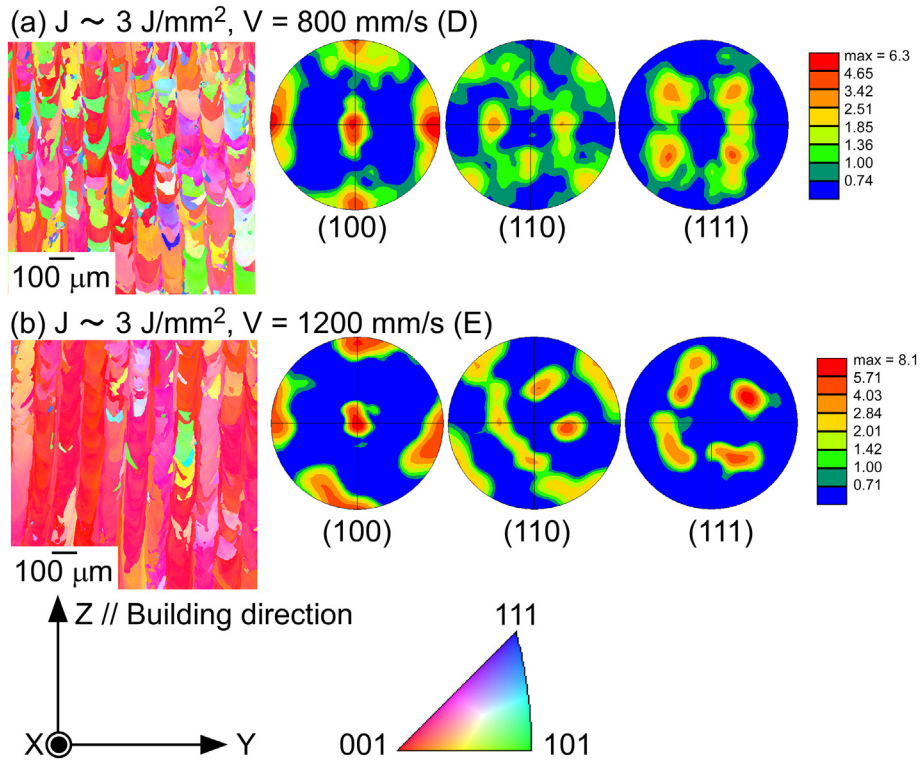 (a) J ~ 3 J/mm², V = 800 mm/s (D)
max = 6.3
4.65
3.42
2.51
1.85
1.36
1.00
0.74
(100) (110) (111)
100 μm
(b) J ~ 3 J/mm², V = 1200 mm/s (E)
max = 8.1
5.71
4.03
2.84
2.01
1.42
1.00
0.71
(100) (110) (111)
100 μm
Z // Building direction
X Y
111
001 101